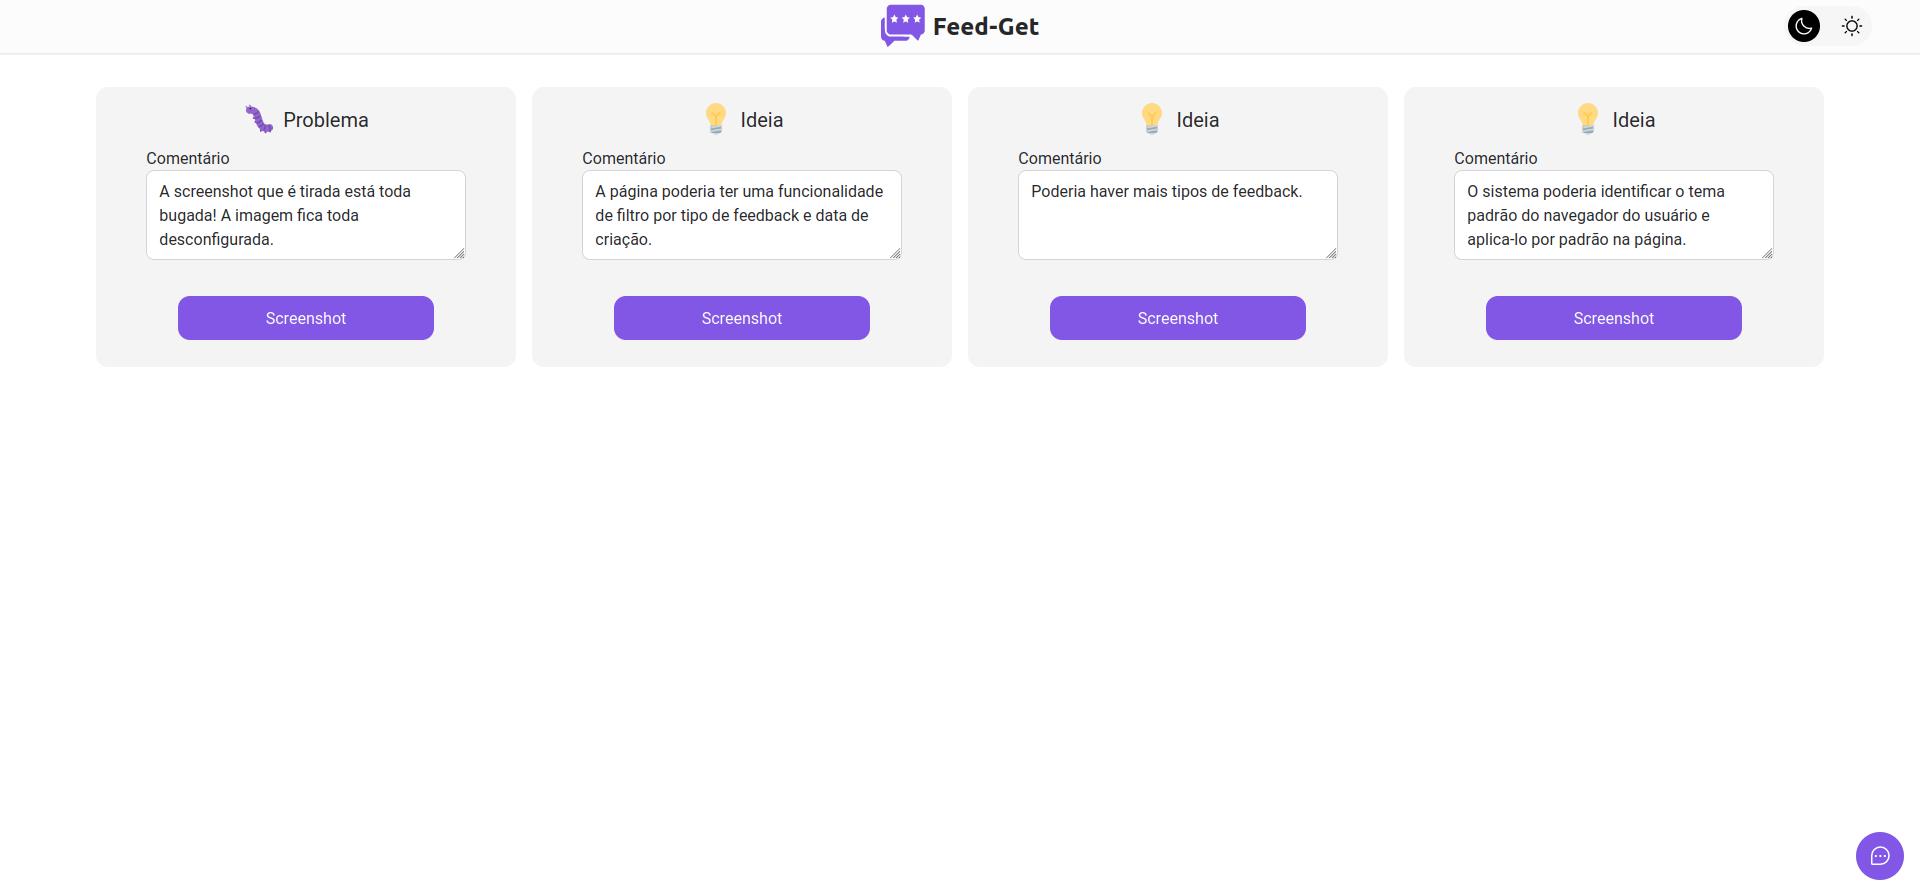 Feed-Get
Problema
Comentário
A screenshot que é tirada está toda
bugada! A imagem fica toda
desconfigurada.
Screenshot
Ideia
Comentário
A página poderia ter uma funcionalidade
de filtro por tipo de feedback e data de
criação.
Screenshot
Ideia
Comentário
Poderia haver mais tipos de feedback.
Screenshot
Ideia
Comentário
O sistema poderia identificar o tema
padrão do navegador do usuário e
aplica-lo por padrão na página.
Screenshot